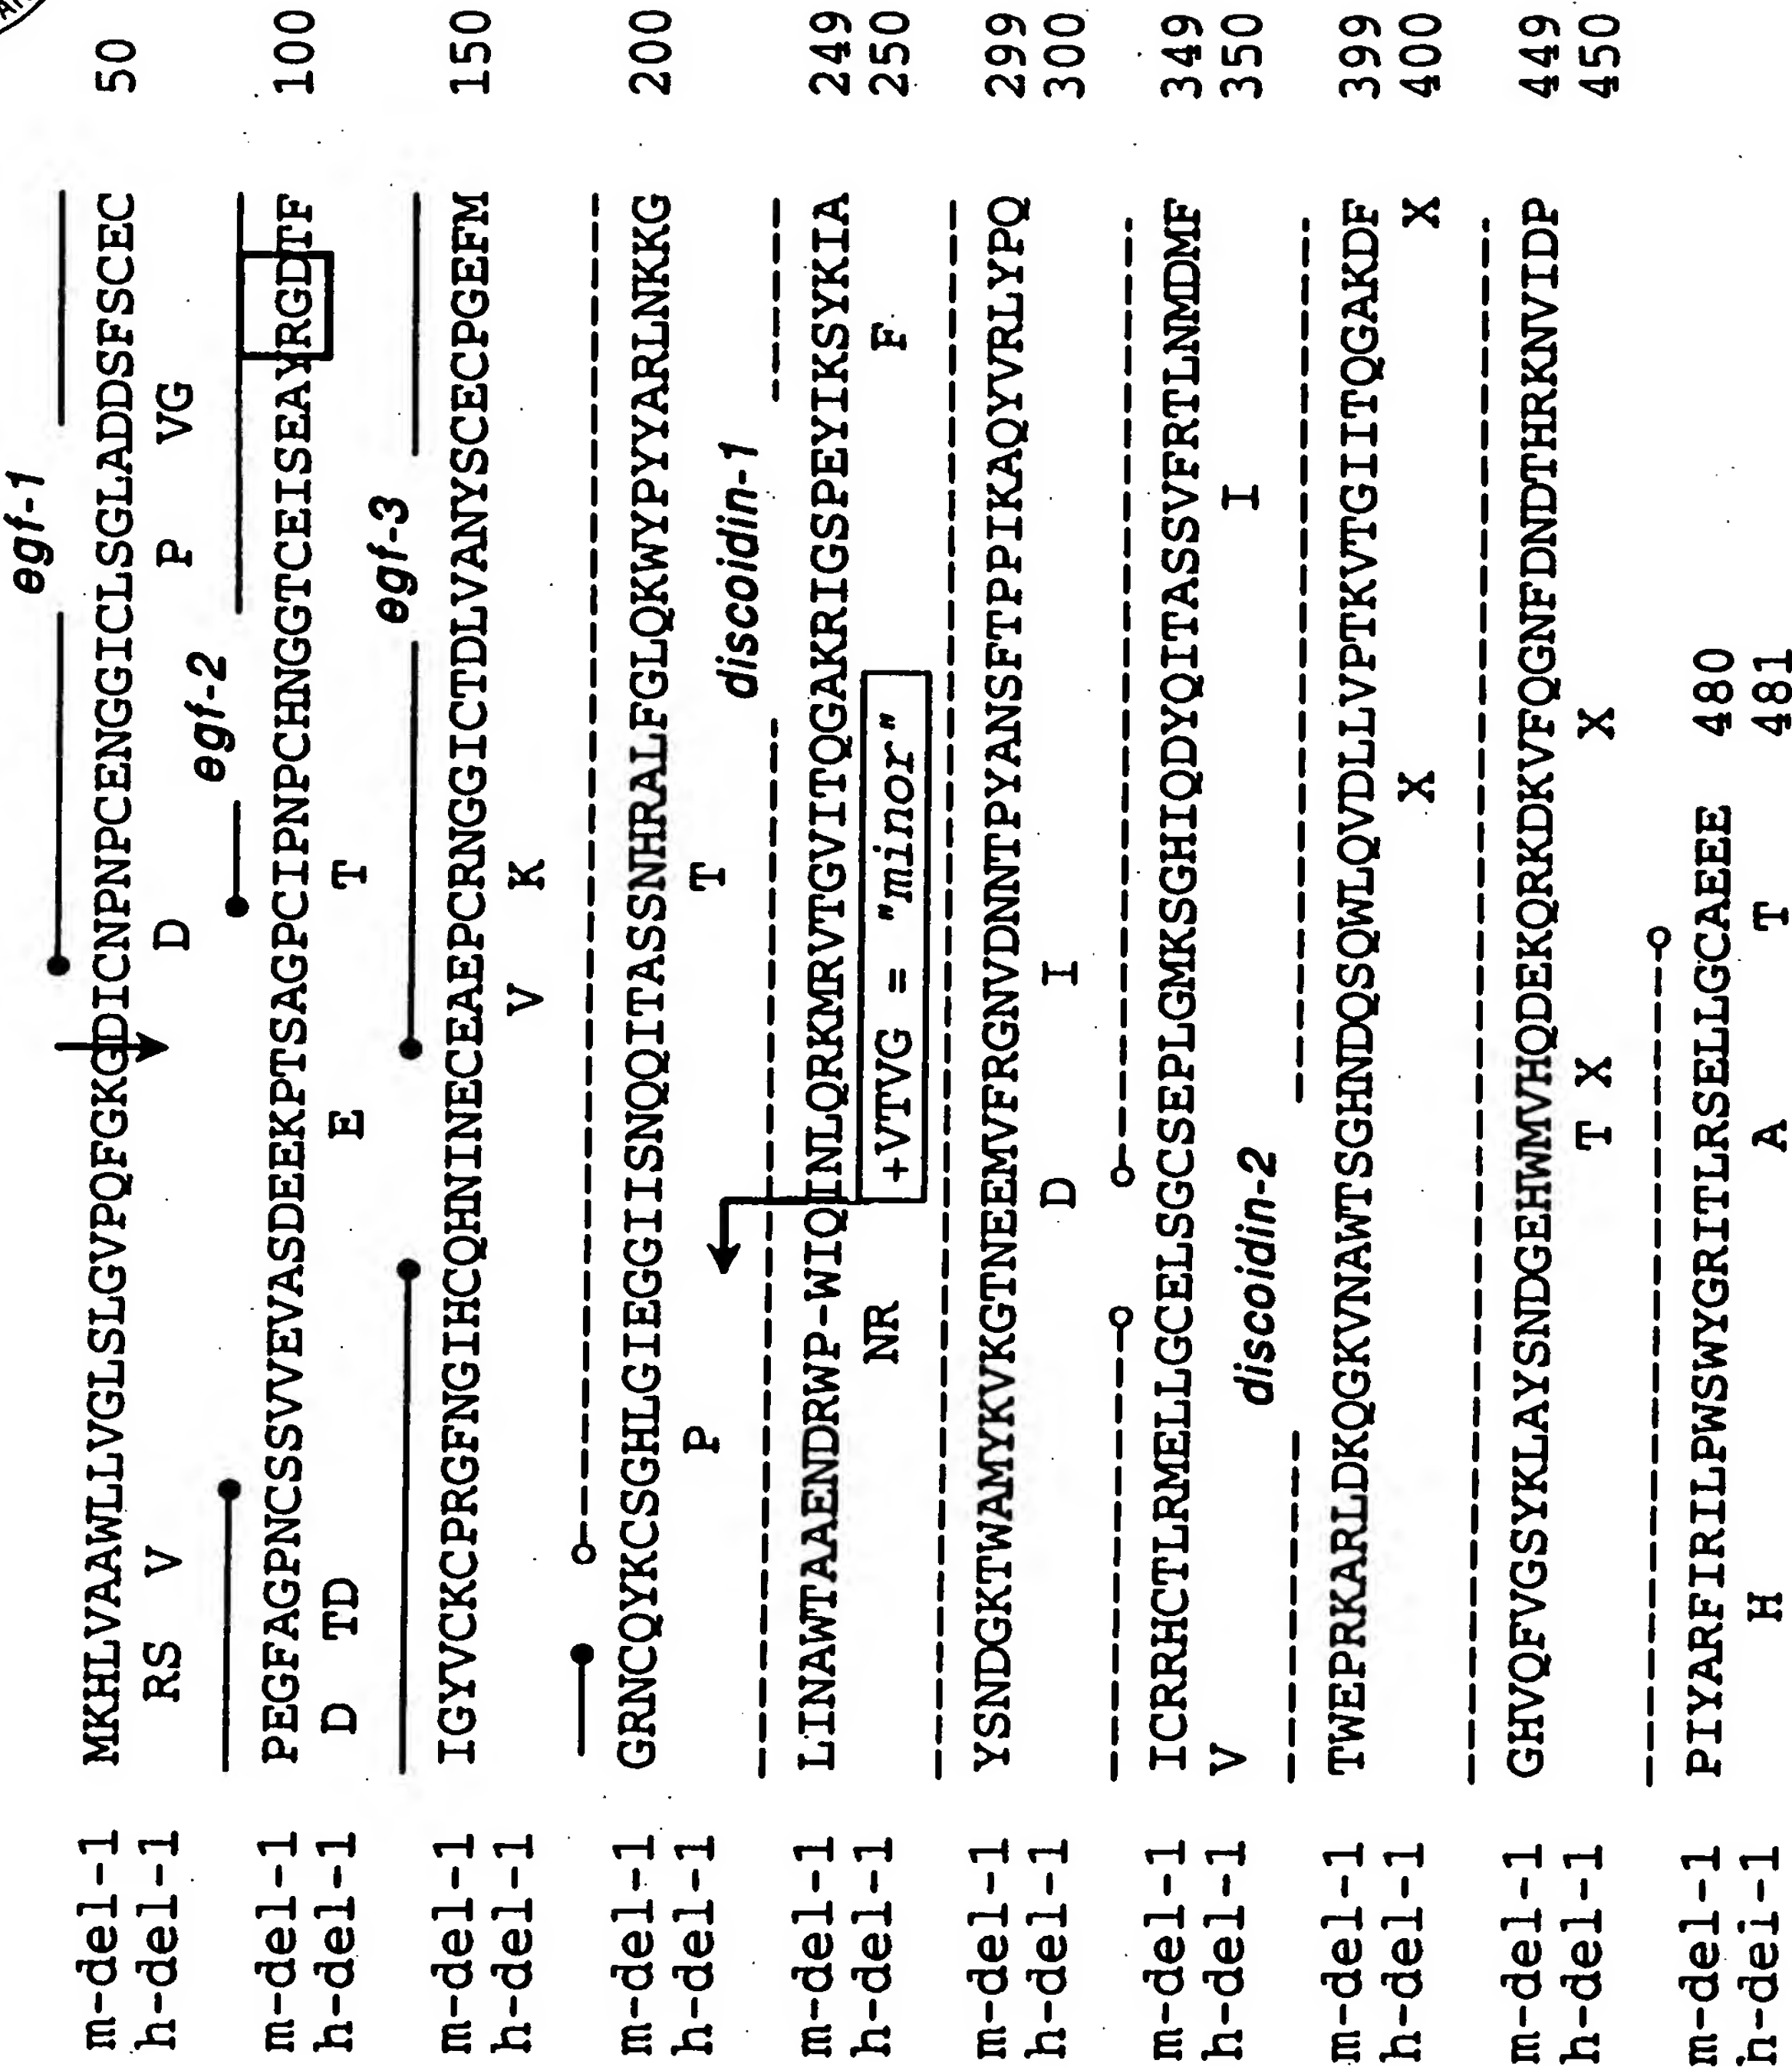 egf-1
m-del-1 MKHLVAAWLLVGLSLGVPQFGKGDICNPNPCENGGICLSGLADDSFSCEC 50
h-del-1 RS V D P VG
egf-2
m-del-1 PEGFAGPNCSSVVEVASDEEKPTSAGPCIPNPCHNGGTCEISEAYRGDTF 100
h-del-1 D TD E T
egf-3
m-del-1 IGYVCKCPRGFNGIHCQHNINECEAEPCRNGGICTDLVANYSCECPGEFM 150
h-del-1 V K
m-del-1 GRNCQYKCSGHLGIEGGIISNQQITASSNHRALFGLQKWYPYYARLNKKG 200
h-del-1 P T
discoidin-1
m-del-1 LINAWTAAENDRWP-WIQINLQRKMRVTGVITQGAKRIGSPEYIKSYKIA 249
h-del-1 NR +VTVG = "minor" F 250
m-del-1 YSNDGKTWAMYKVKGTNEEMVFRGNVDNNTPYANSFTPPIKAQYVRLYPQ 299
h-del-1 D I 300
m-del-1 ICRRHCTLRMELLGCELSGCSEPLGMKSGHIQDYQITASSVFRTLNMDMF 349
h-del-1 V I 350
discoidin-2
m-del-1 TWEPRKARLDKQGKVNAWTSGHNDQSQWLQVDLLVPTKVTGIITQGAKDF 399
h-del-1 X X 400
m-del-1 GHVQFVGSYKLAYSNDGEHWMVHQDEKQRKDKVFQGNFDNDTHRKNVIDP 449
h-del-1 T X X 450
m-del-1 PIYARFIRILPWSWYGRITLRSELLGCAEEE 480
h-del-1 H A T 481